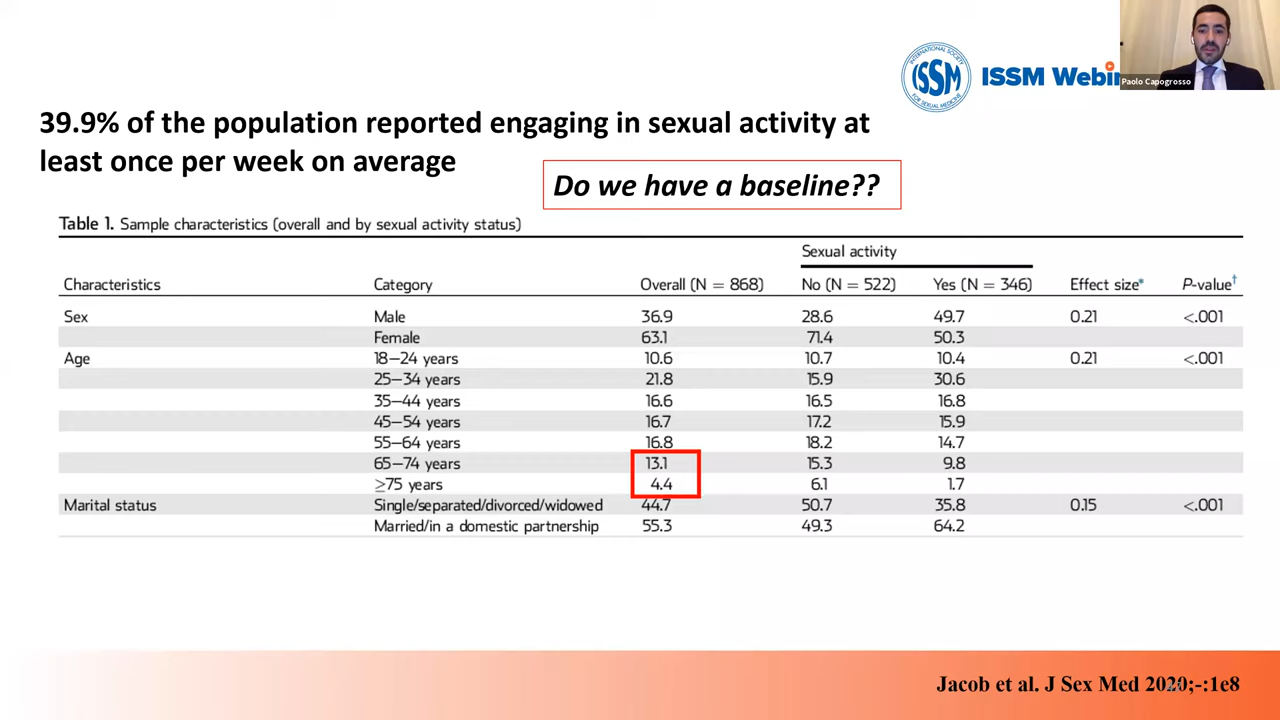 INTERNATIONAL SOCIETY
ISSM
FOR SEXUAL MEDICINE
ISSM Webin
Paolo Capogrosso
39.9% of the population reported engaging in sexual activity at
least once per week on average
Do we have a baseline??
Table 1. Sample characteristics (overall and by sexual activity status)
Sexual activity
Characteristics Category Overall (N = 868) No (N = 522) Yes (N = 346) Effect size* P-value†
Sex Male 36.9 28.6 49.7 0.21 <.001
Female 63.1 71.4 50.3
Age 18–24 years 10.6 10.7 10.4 0.21 <.001
25–34 years 21.8 15.9 30.6
35–44 years 16.6 16.5 16.8
45–54 years 16.7 17.2 15.9
55–64 years 16.8 18.2 14.7
65–74 years 13.1 15.3 9.8
≥75 years 4.4 6.1 1.7
Marital status Single/separated/divorced/widowed 44.7 50.7 35.8 0.15 <.001
Married/in a domestic partnership 55.3 49.3 64.2
Jacob et al. J Sex Med 2020;-:1e8